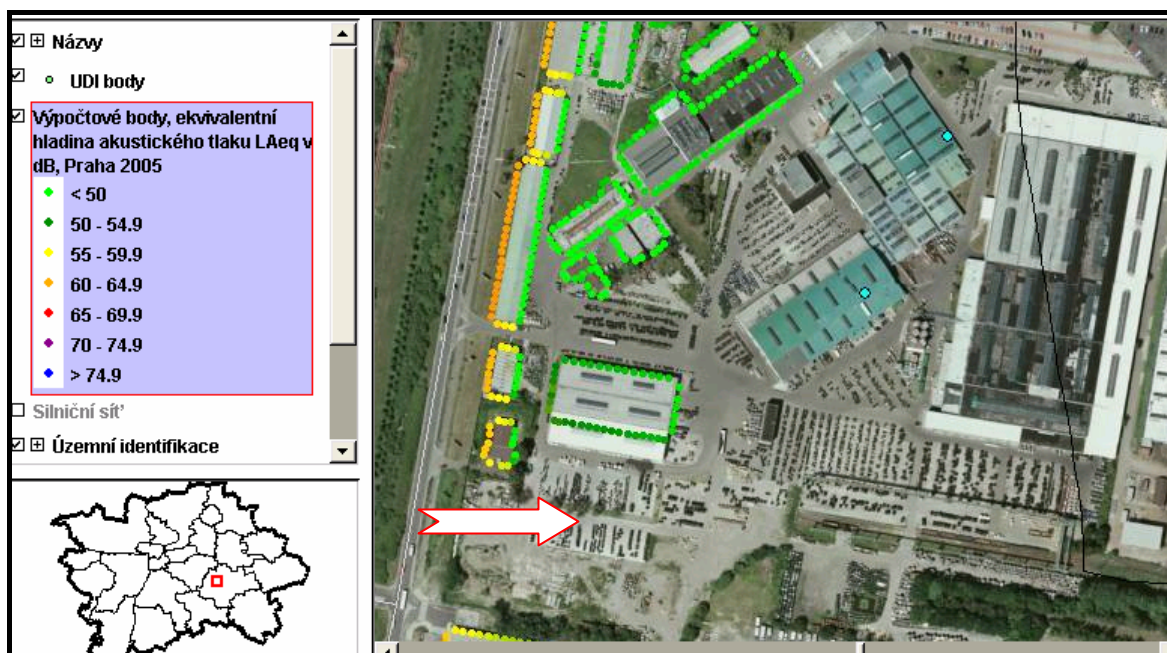 Názvy
UDI body
Výpočtové body, ekvivalentní
hladina akustického tlaku LAeq v
dB, Praha 2005
< 50
50 - 54.9
55 - 59.9
60 - 64.9
65 - 69.9
70 - 74.9
> 74.9
Silniční síť
Územní identifikace